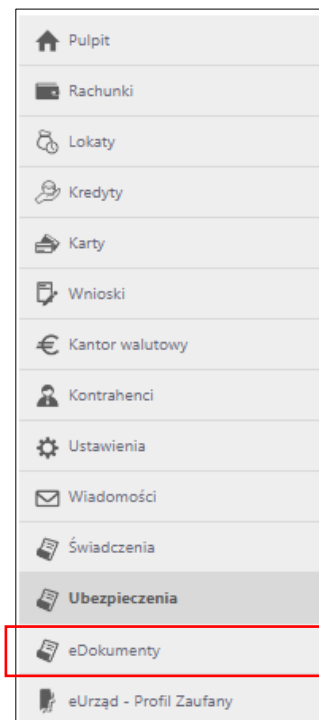 Pulpit
Rachunki
Lokaty
Kredyty
Karty
Wnioski
Kantor walutowy
Kontrahenci
Ustawienia
Wiadomości
Świadczenia
Ubezpieczenia
eDokumenty
eUrząd - Profil Zaufany